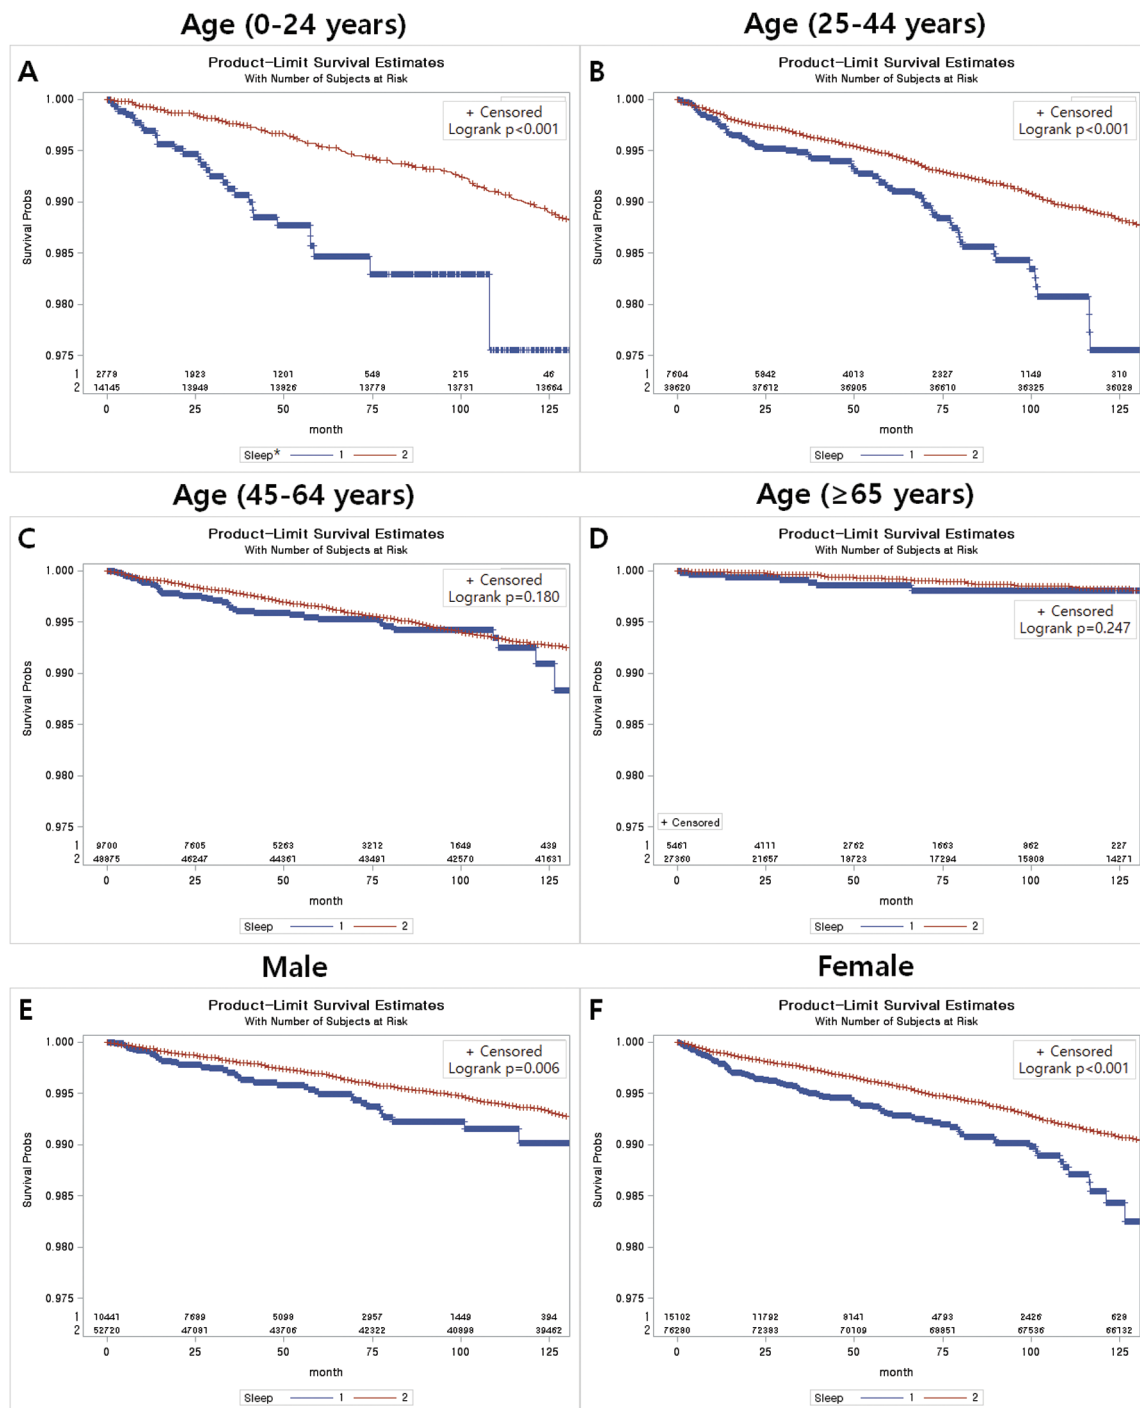 Age (0-24 years)
A
Product-Limit Survival Estimates
With Number of Subjects at Risk
+ Censored
Logrank p<0.001
Survival Probs
1.000
0.995
0.990
0.985
0.980
0.975
1 2779 1923 1201 549 215 46
2 14145 13949 13826 13779 13731 13664
0 25 50 75 100 125
month
Sleep* 1 2
Age (25-44 years)
B
Product-Limit Survival Estimates
With Number of Subjects at Risk
+ Censored
Logrank p<0.001
Survival Probs
1.000
0.995
0.990
0.985
0.980
0.975
1 7604 5842 4013 2327 1149 310
2 38620 37612 36905 36610 36325 36028
0 25 50 75 100 125
month
Sleep 1 2
Age (45-64 years)
C
Product-Limit Survival Estimates
With Number of Subjects at Risk
+ Censored
Logrank p=0.180
Survival Probs
1.000
0.995
0.990
0.985
0.980
0.975
1 9700 7605 5263 3212 1649 439
2 48875 46247 44361 43491 42570 41631
0 25 50 75 100 125
month
Sleep 1 2
Age (≥65 years)
D
Product-Limit Survival Estimates
With Number of Subjects at Risk
+ Censored
Logrank p=0.247
Survival Probs
1.000
0.995
0.990
0.985
0.980
0.975
+ Censored
1 5461 4111 2762 1663 862 227
2 27360 21657 19723 17294 15808 14271
0 25 50 75 100 125
month
Sleep 1 2
Male
E
Product-Limit Survival Estimates
With Number of Subjects at Risk
+ Censored
Logrank p=0.006
Survival Probs
1.000
0.995
0.990
0.985
0.980
0.975
1 10441 7689 5098 2957 1449 394
2 52720 47091 43706 42322 40898 39462
0 25 50 75 100 125
month
Sleep 1 2
Female
F
Product-Limit Survival Estimates
With Number of Subjects at Risk
+ Censored
Logrank p<0.001
Survival Probs
1.000
0.995
0.990
0.985
0.980
0.975
1 15102 11792 8141 4793 2426 628
2 76280 72393 70109 68851 67536 66132
0 25 50 75 100 125
month
Sleep 1 2